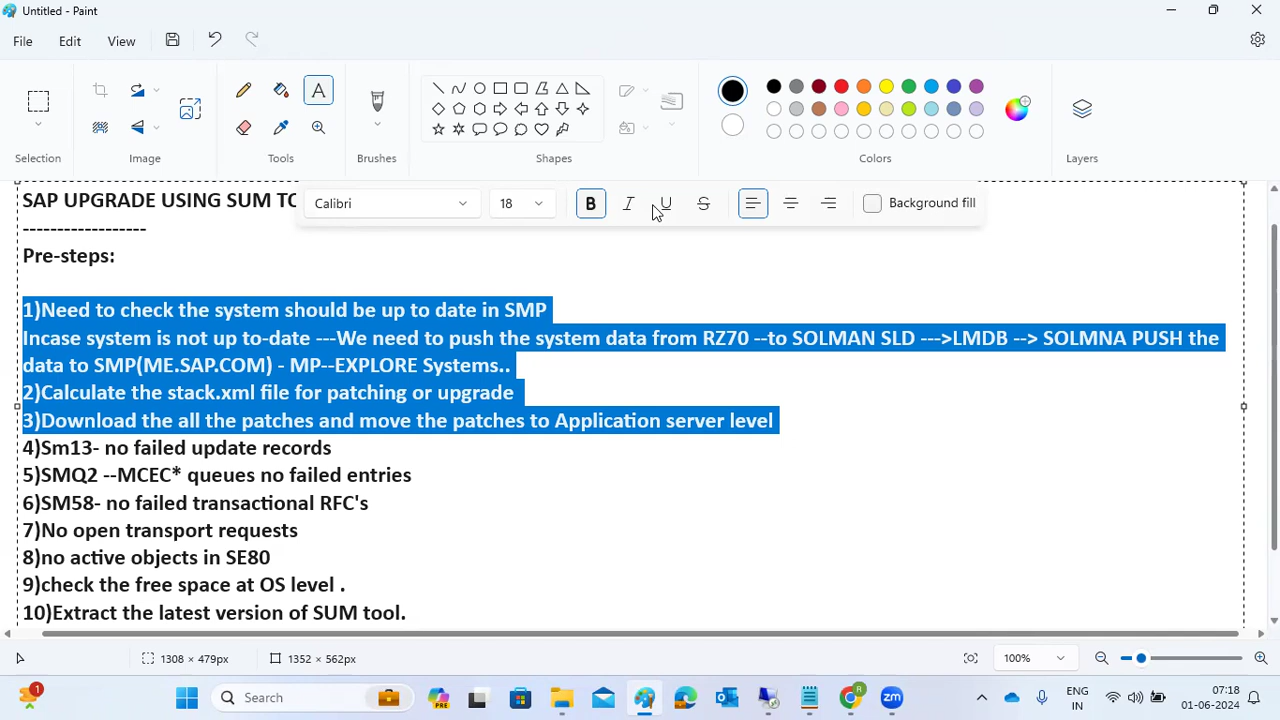 Untitled - Paint
File Edit View
A
Selection Image Tools Brushes Shapes Colors Layers
SAP UPGRADE USING SUM TO
Calibri 18 B I U S Background fill
------------------
Pre-steps:
1)Need to check the system should be up to date in SMP
Incase system is not up to-date ---We need to push the system data from RZ70 --to SOLMAN SLD --->LMDB --> SOLMNA PUSH the
data to SMP(ME.SAP.COM) - MP--EXPLORE Systems..
2)Calculate the stack.xml file for patching or upgrade
3)Download the all the patches and move the patches to Application server level
4)Sm13- no failed update records
5)SMQ2 --MCEC* queues no failed entries
6)SM58- no failed transactional RFC's
7)No open transport requests
8)no active objects in SE80
9)check the free space at OS level .
10)Extract the latest version of SUM tool.
1308 × 479px 1352 × 562px 100%
1 Search PRE zm ENG 07:18
IN 01-06-2024